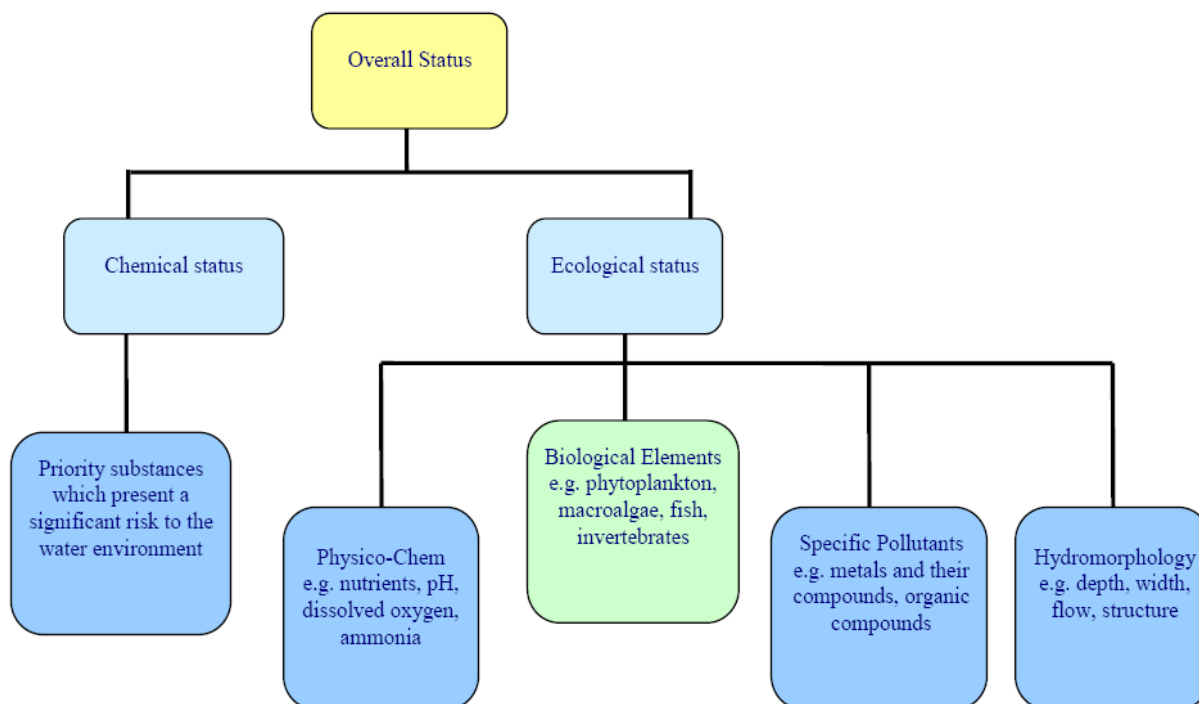 Overall Status
Chemical status
Ecological status
Priority substances
which present a
significant risk to the
water environment
Physico-Chem
e.g. nutrients, pH,
dissolved oxygen,
ammonia
Biological Elements
e.g. phytoplankton,
macroalgae, fish,
invertebrates
Specific Pollutants
e.g. metals and their
compounds, organic
compounds
Hydromorphology
e.g. depth, width,
flow, structure